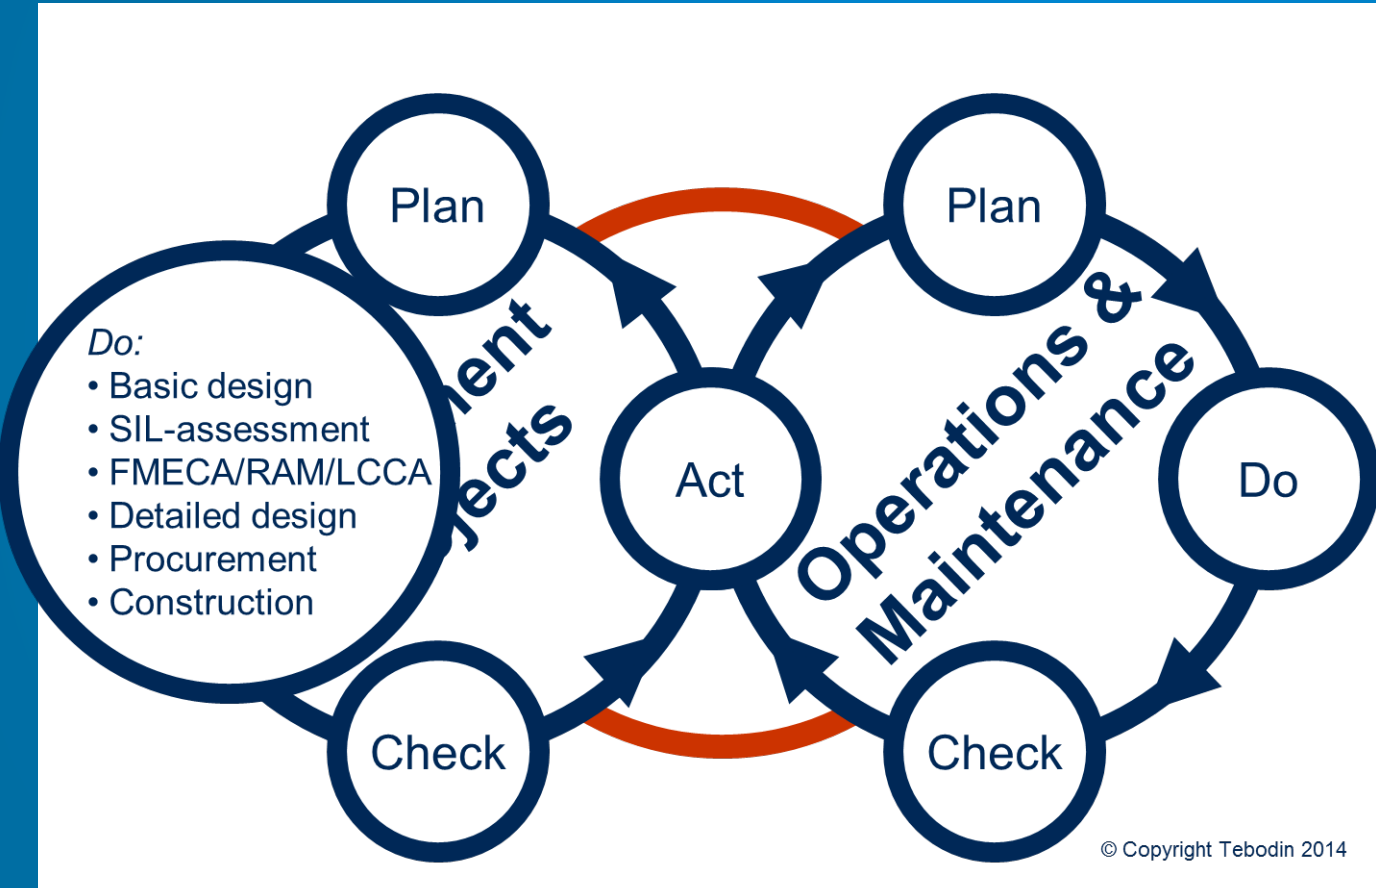 Plan
Plan
Do:
• Basic design
• SIL-assessment
• FMECA/RAM/LCCA
• Detailed design
• Procurement
• Construction
Act
Operations &
Maintenance
Do
Check
Check
© Copyright Tebodin 2014